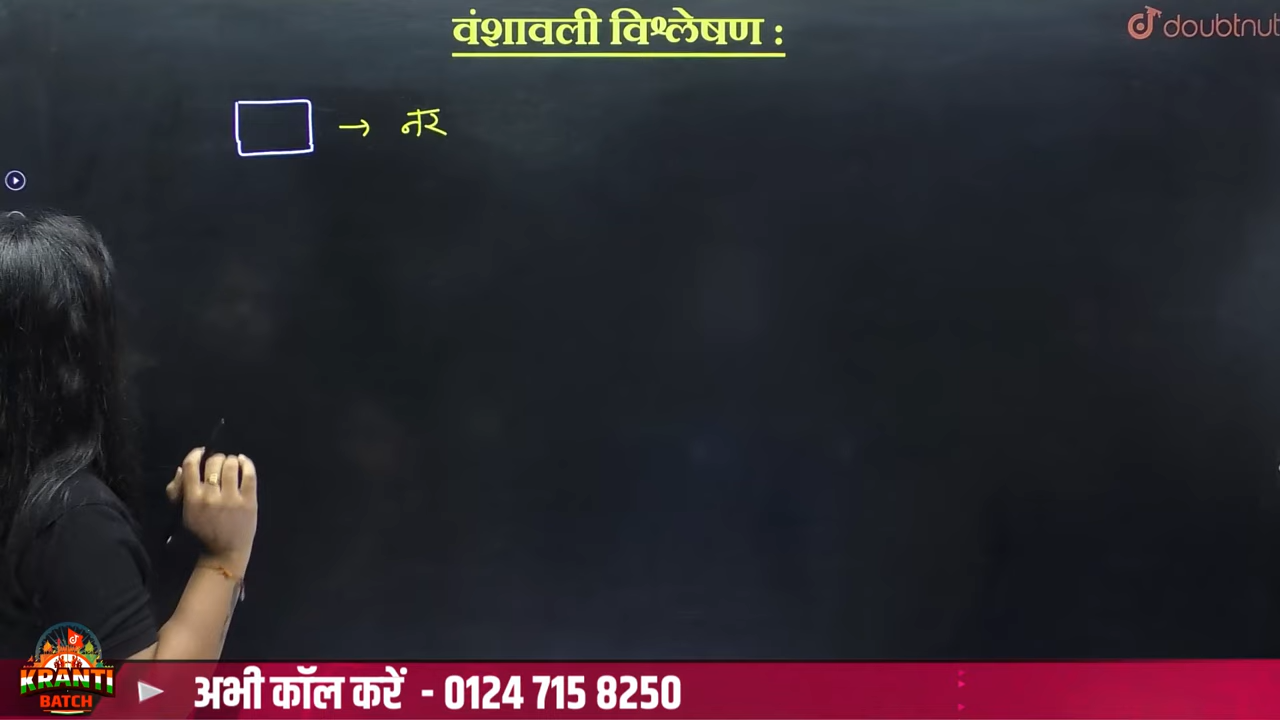 वंशावली विश्लेषण :
doubtnut
→ नर
KRANTI
BATCH
अभी कॉल करें - 0124 715 8250